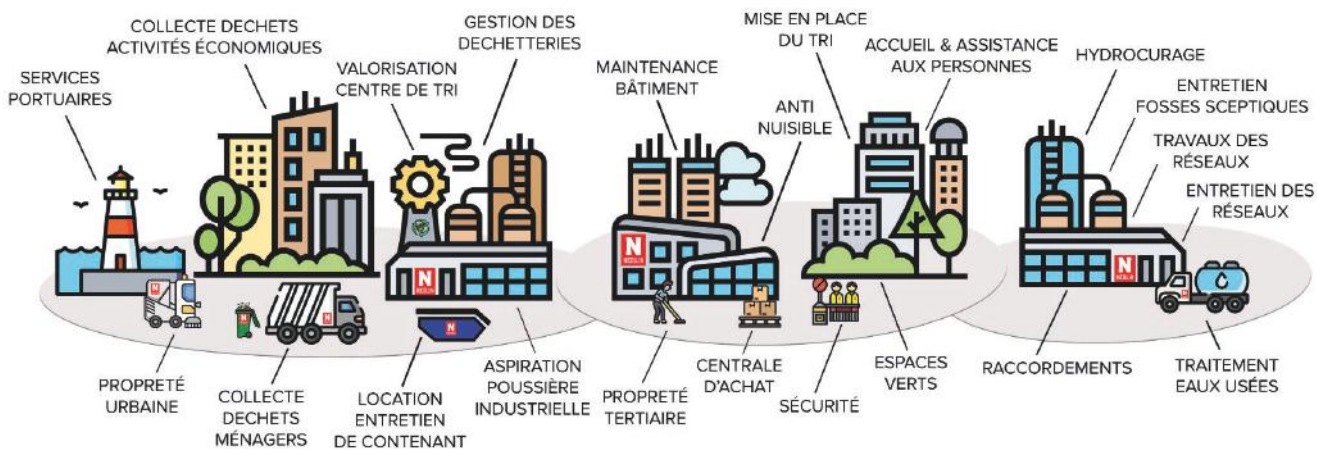 COLLECTE DECHETS
ACTIVITÉS ÉCONOMIQUES
SERVICES
PORTUAIRES
VALORISATION
CENTRE DE TRI
GESTION DES
DECHETTERIES
MAINTENANCE
BÂTIMENT
ANTI
NUISIBLE
MISE EN PLACE
DU TRI
ACCUEIL & ASSISTANCE
AUX PERSONNES
HYDROCURAGE
ENTRETIEN
FOSSES SCEPTIQUES
TRAVAUX DES
RÉSEAUX
ENTRETIEN DES
RÉSEAUX
N
NICOLLIN
N
NICOLLIN
N
NICOLLIN
PROPRETÉ
URBAINE
COLLECTE
DECHETS
MÉNAGERS
LOCATION
ENTRETIEN
DE CONTENANT
ASPIRATION
POUSSIÈRE
INDUSTRIELLE
PROPRETÉ
TERTIAIRE
CENTRALE
D'ACHAT
SÉCURITÉ
ESPACES
VERTS
RACCORDEMENTS
TRAITEMENT
EAUX USÉES